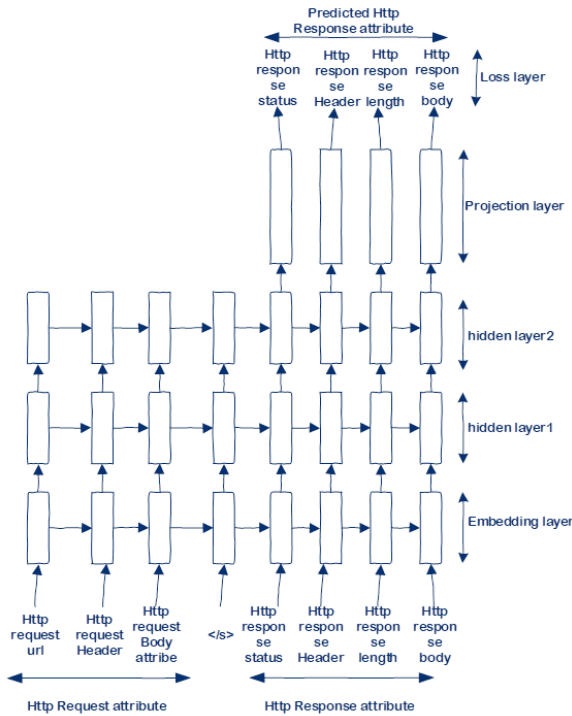 Predicted Http
Response attribute
Http
respon
se
status
Http
respon
se
Header
Http
respon
se
length
Http
respon
se
body
Loss layer
Projection layer
hidden layer2
hidden layer1
Embedding layer
Http
request
url
Http
request
Header
Http
request
Body
attribe
</s>
Http
respon
se
status
Http
respon
se
Header
Http
respon
se
length
Http
respon
se
body
Http Request attribute
Http Response attribute